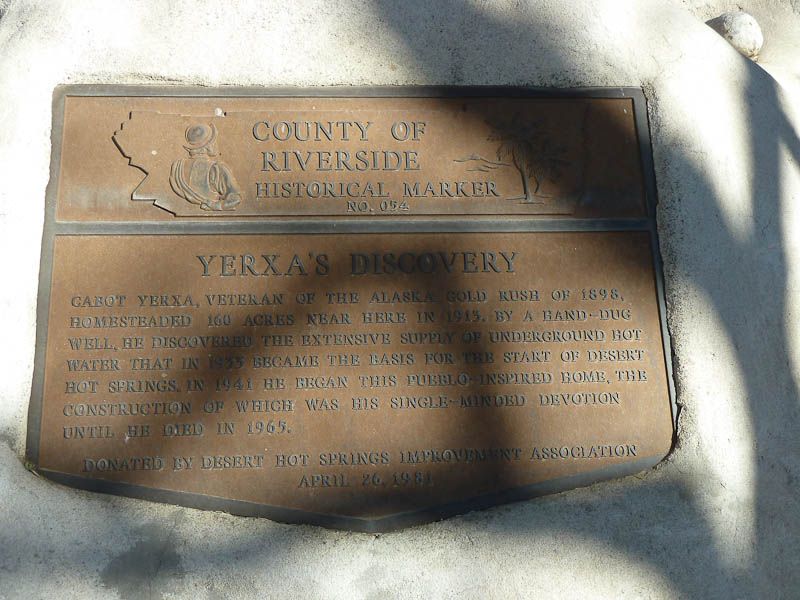 COUNTY OF
RIVERSIDE
HISTORICAL MARKER
NO. 054
YERXA'S DISCOVERY
CABOT YERXA, VETERAN OF THE ALASKA GOLD RUSH OF 1898,
HOMESTEADED 160 ACRES NEAR HERE IN 1913. BY A HAND-DUG
WELL, HE DISCOVERED THE EXTENSIVE SUPPLY OF UNDERGROUND HOT
WATER THAT IN 1933 BECAME THE BASIS FOR THE START OF DESERT
HOT SPRINGS. IN 1941 HE BEGAN THIS PUEBLO-INSPIRED HOME, THE
CONSTRUCTION OF WHICH WAS HIS SINGLE-MINDED DEVOTION
UNTIL HE DIED IN 1965.
DONATED BY DESERT HOT SPRINGS IMPROVEMENT ASSOCIATION
APRIL 26, 1981